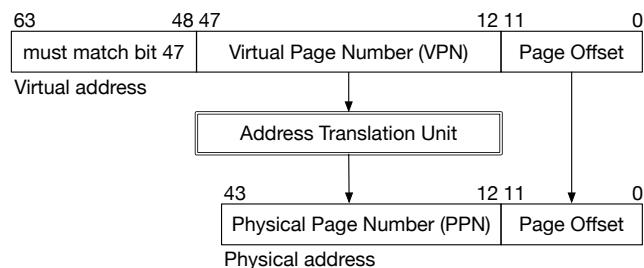 63 48 47 12 11 0
must match bit 47 Virtual Page Number (VPN) Page Offset
Virtual address
Address Translation Unit
43 12 11 0
Physical Page Number (PPN) Page Offset
Physical address